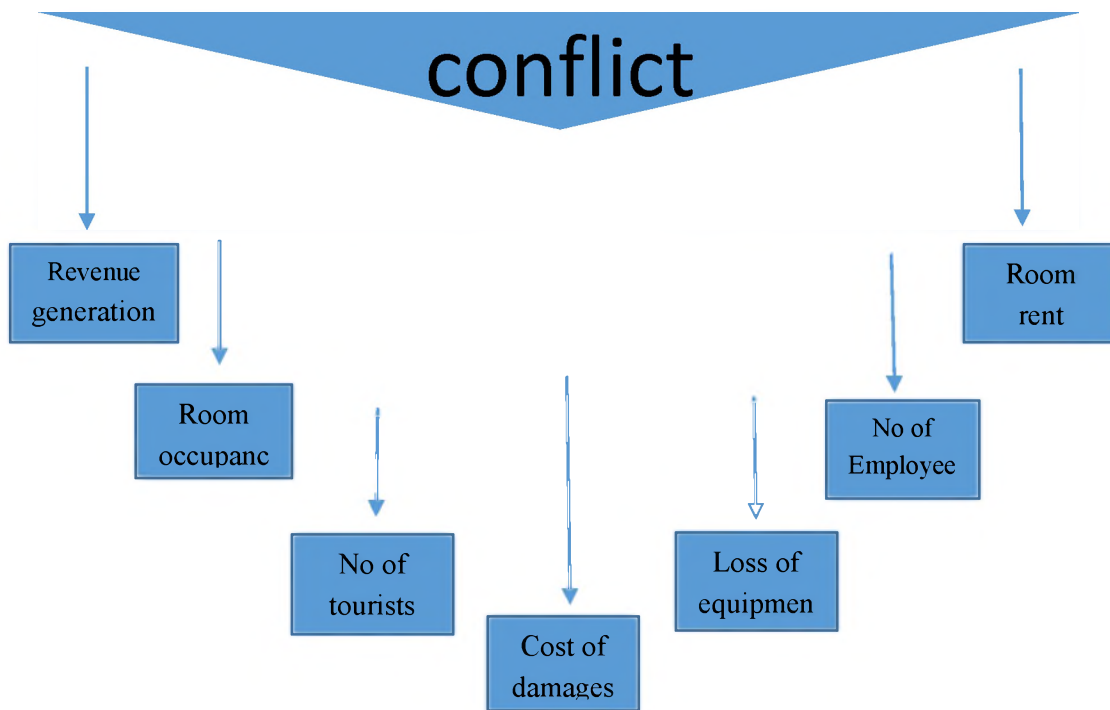 conflict
Revenue
generation
Room
occupanc
No of
tourists
Cost of
damages
Loss of
equipmen
No of
Employee
Room
rent